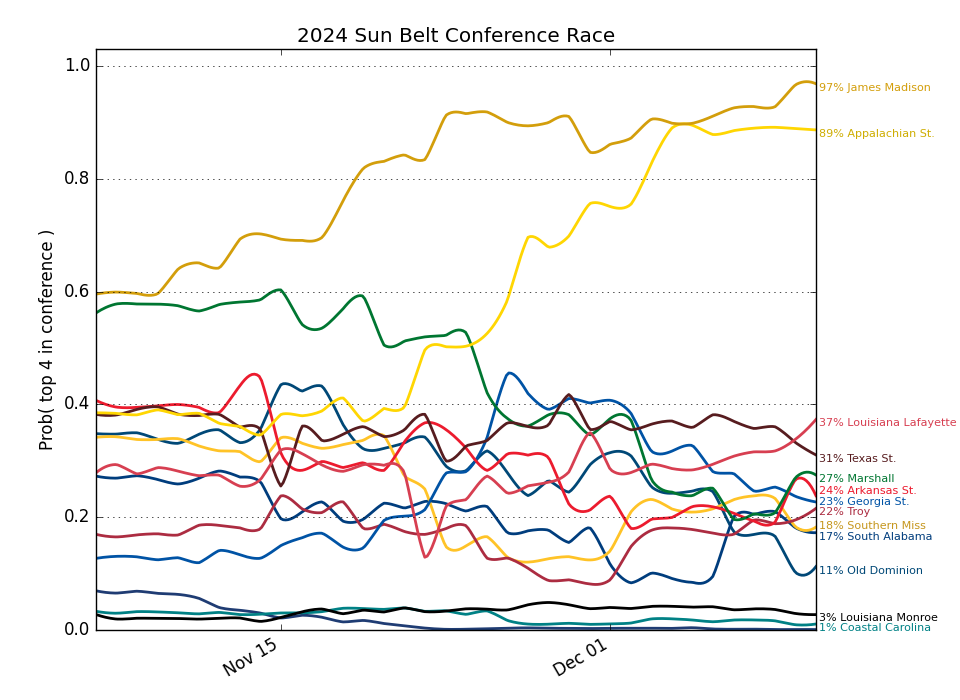 2024 Sun Belt Conference Race
Prob( top 4 in conference )
1.0
0.8
0.6
0.4
0.2
0.0
Nov 15
Dec 01
97% James Madison
89% Appalachian St.
37% Louisiana Lafayette
31% Texas St.
27% Marshall
24% Arkansas St.
23% Georgia St.
22% Troy
18% Southern Miss
17% South Alabama
11% Old Dominion
3% Louisiana Monroe
1% Coastal Carolina